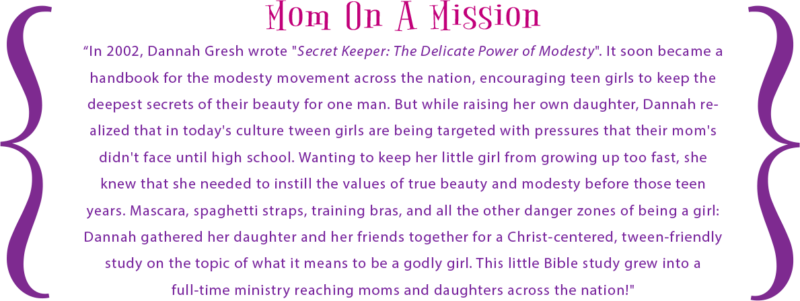 Mom On A Mission
“In 2002, Dannah Gresh wrote "Secret Keeper: The Delicate Power of Modesty". It soon became a
handbook for the modesty movement across the nation, encouraging teen girls to keep the
deepest secrets of their beauty for one man. But while raising her own daughter, Dannah re-
alized that in today's culture tween girls are being targeted with pressures that their mom's
didn't face until high school. Wanting to keep her little girl from growing up too fast, she
knew that she needed to instill the values of true beauty and modesty before those teen
years. Mascara, spaghetti straps, training bras, and all the other danger zones of being a girl:
Dannah gathered her daughter and her friends together for a Christ-centered, tween-friendly
study on the topic of what it means to be a godly girl. This little Bible study grew into a
full-time ministry reaching moms and daughters across the nation!"